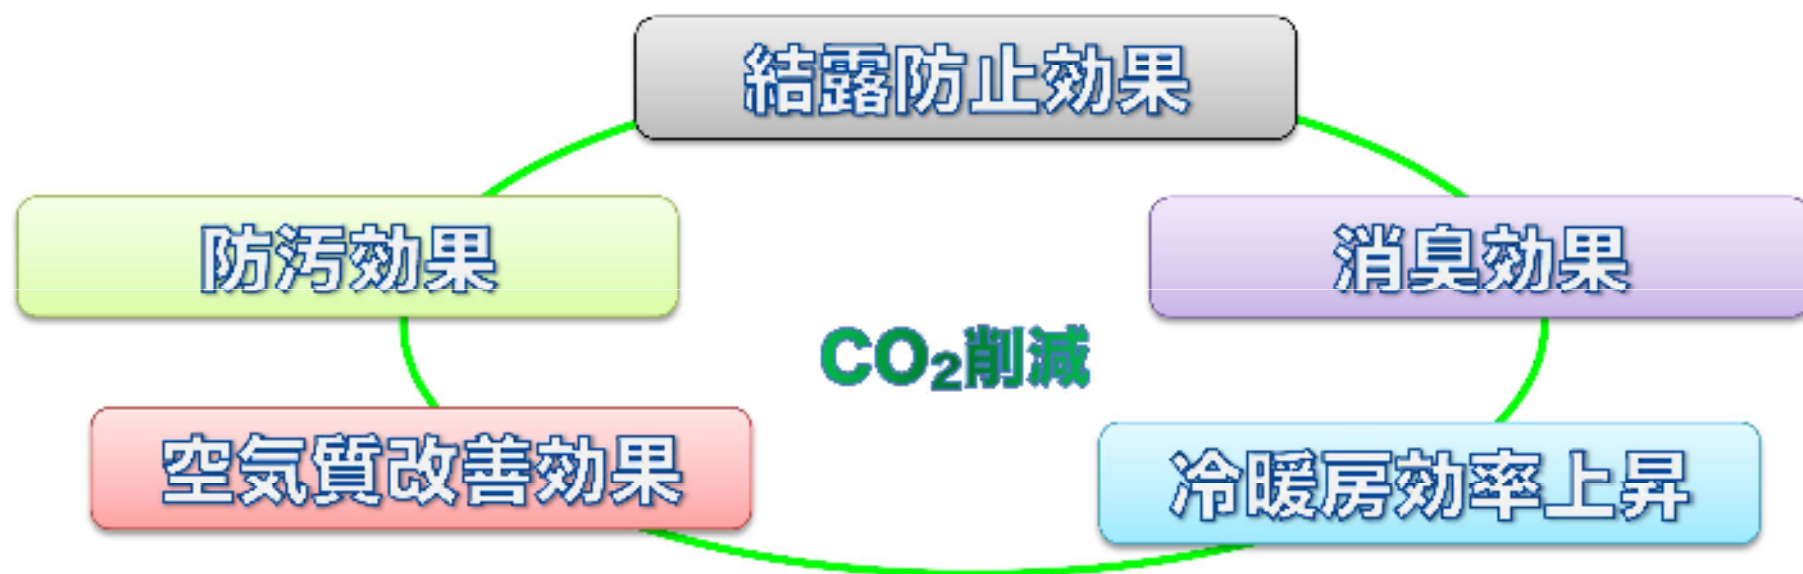 結露防止効果
防汚効果
消臭効果
CO₂削減
空気質改善効果
冷暖房効率上昇